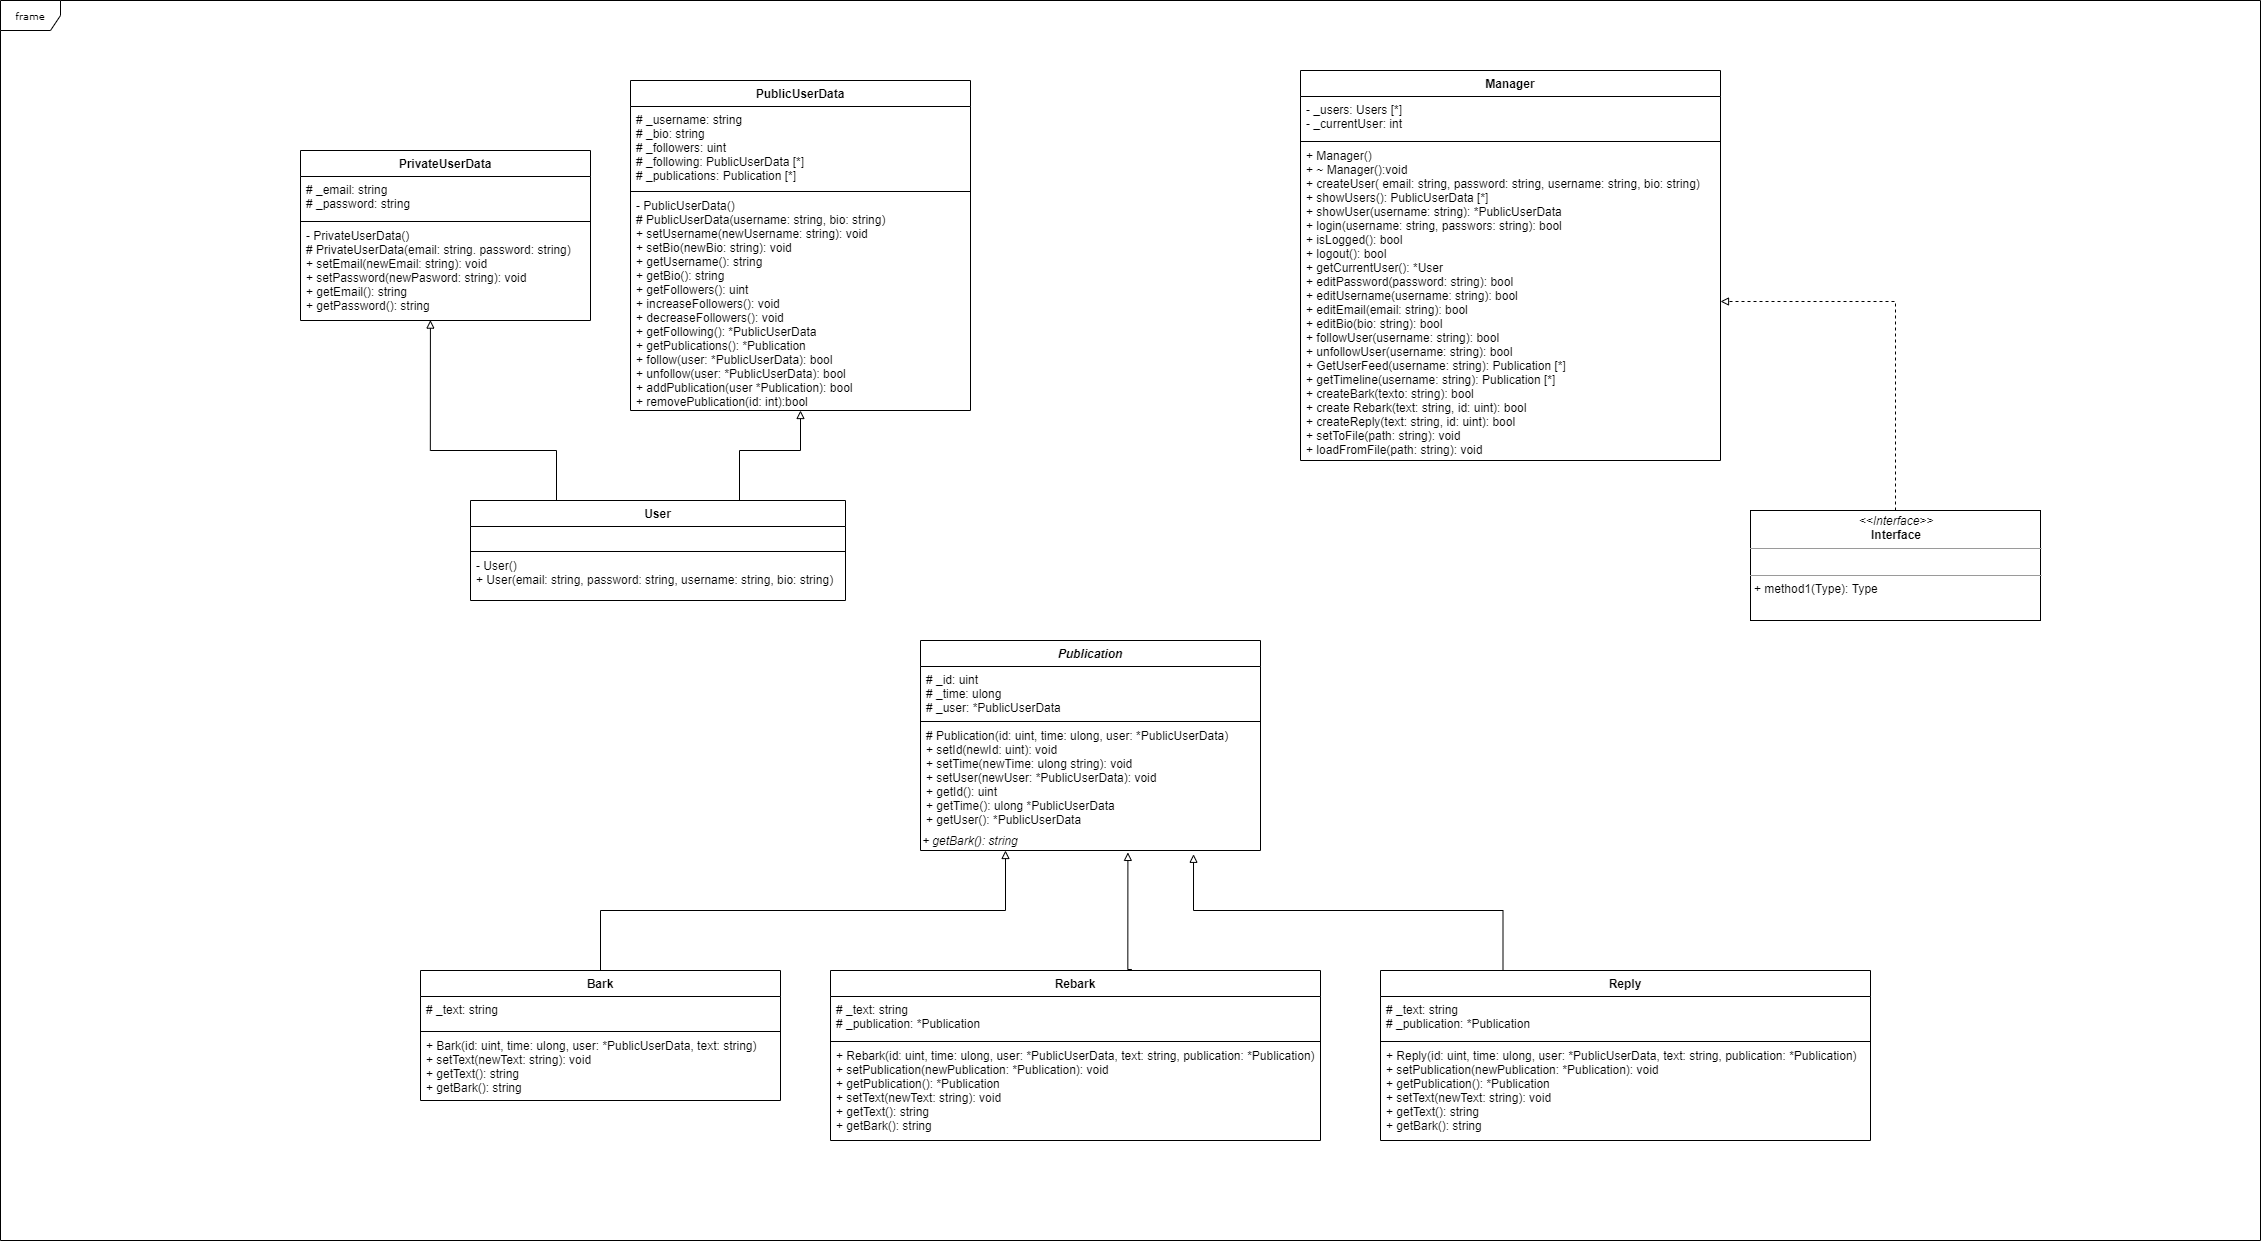 frame
PublicUserData
# _username: string
# _bio: string
# _followers: uint
# _following: PublicUserData [*]
# _publications: Publication [*]
- PublicUserData()
# PublicUserData(username: string, bio: string)
+ setUsername(newUsername: string): void
+ setBio(newBio: string): void
+ getUsername(): string
+ getBio(): string
+ getFollowers(): uint
+ increaseFollowers(): void
+ decreaseFollowers(): void
+ getFollowing(): *PublicUserData
+ getPublications(): *Publication
+ follow(user: *PublicUserData): bool
+ unfollow(user: *PublicUserData): bool
+ addPublication(user *Publication): bool
+ removePublication(id: int):bool
Manager
- _users: Users [*]
- _currentUser: int
+ Manager()
+ ~ Manager():void
+ createUser( email: string, password: string, username: string, bio: string)
+ showUsers(): PublicUserData [*]
+ showUser(username: string): *PublicUserData
+ login(username: string, passwors: string): bool
+ isLogged(): bool
+ logout(): bool
+ getCurrentUser(): *User
+ editPassword(password: string): bool
+ editUsername(username: string): bool
+ editEmail(email: string): bool
+ editBio(bio: string): bool
+ followUser(username: string): bool
+ unfollowUser(username: string): bool
+ GetUserFeed(username: string): Publication [*]
+ getTimeline(username: string): Publication [*]
+ createBark(texto: string): bool
+ create Rebark(text: string, id: uint): bool
+ createReply(text: string, id: uint): bool
+ setToFile(path: string): void
+ loadFromFile(path: string): void
PrivateUserData
# _email: string
# _password: string
- PrivateUserData()
# PrivateUserData(email: string. password: string)
+ setEmail(newEmail: string): void
+ setPassword(newPasword: string): void
+ getEmail(): string
+ getPassword(): string
User
- User()
+ User(email: string, password: string, username: string, bio: string)
<<Interface>>
Interface
+ method1(Type): Type
Publication
# _id: uint
# _time: ulong
# _user: *PublicUserData
# Publication(id: uint, time: ulong, user: *PublicUserData)
+ setId(newId: uint): void
+ setTime(newTime: ulong string): void
+ setUser(newUser: *PublicUserData): void
+ getId(): uint
+ getTime(): ulong *PublicUserData
+ getUser(): *PublicUserData
+ getBark(): string
Bark
# _text: string
+ Bark(id: uint, time: ulong, user: *PublicUserData, text: string)
+ setText(newText: string): void
+ getText(): string
+ getBark(): string
Rebark
# _text: string
# _publication: *Publication
+ Rebark(id: uint, time: ulong, user: *PublicUserData, text: string, publication: *Publication)
+ setPublication(newPublication: *Publication): void
+ getPublication(): *Publication
+ setText(newText: string): void
+ getText(): string
+ getBark(): string
Reply
# _text: string
# _publication: *Publication
+ Reply(id: uint, time: ulong, user: *PublicUserData, text: string, publication: *Publication)
+ setPublication(newPublication: *Publication): void
+ getPublication(): *Publication
+ setText(newText: string): void
+ getText(): string
+ getBark(): string